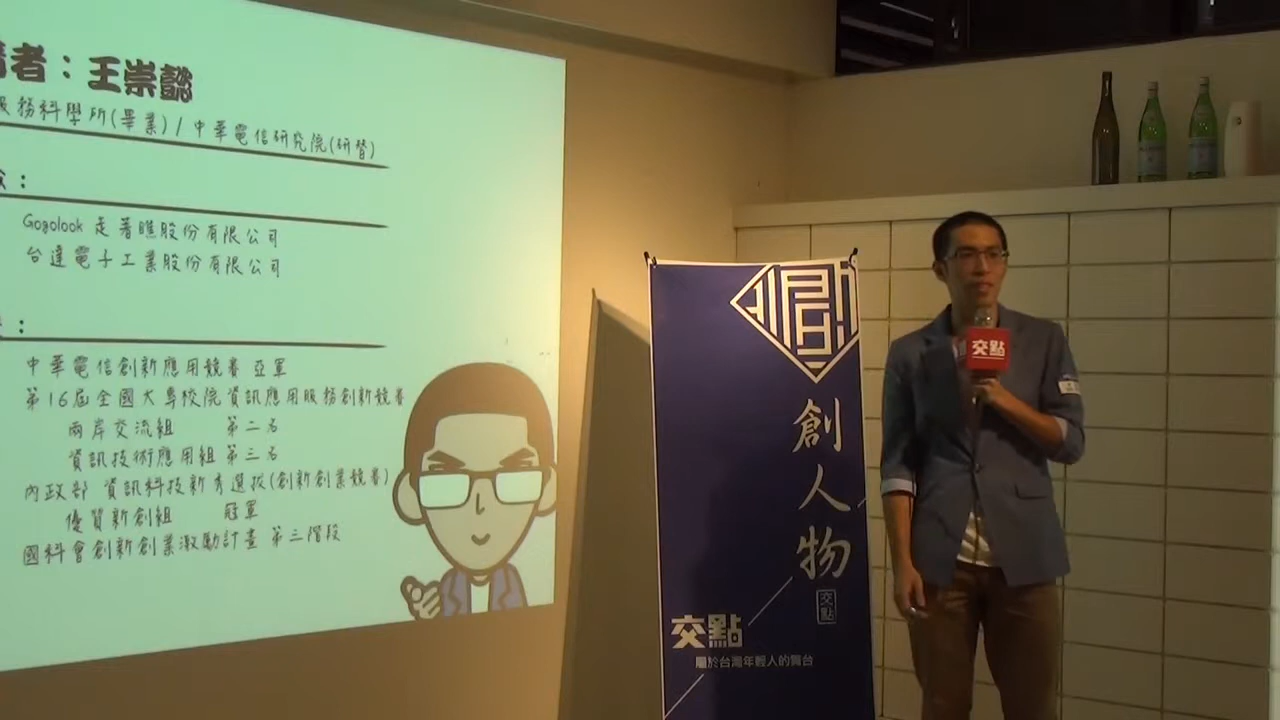 者：王崇懿
服務科學所(畢業) / 中華電信研究院(研替)
：
Gogolook 走著瞧股份有限公司
台達電子工業股份有限公司
：
中華電信創新應用競賽 亞軍
第16屆全國大專校院資訊應用服務創新競賽
兩岸交流組 第二名
資訊技術應用組 第三名
內政部 資訊科技新秀選拔(創新創業競賽)
優質新創組 冠軍
國科會創新創業激勵計畫 第三階段
創人物
交點
交點
屬於台灣年輕人的舞台
交點